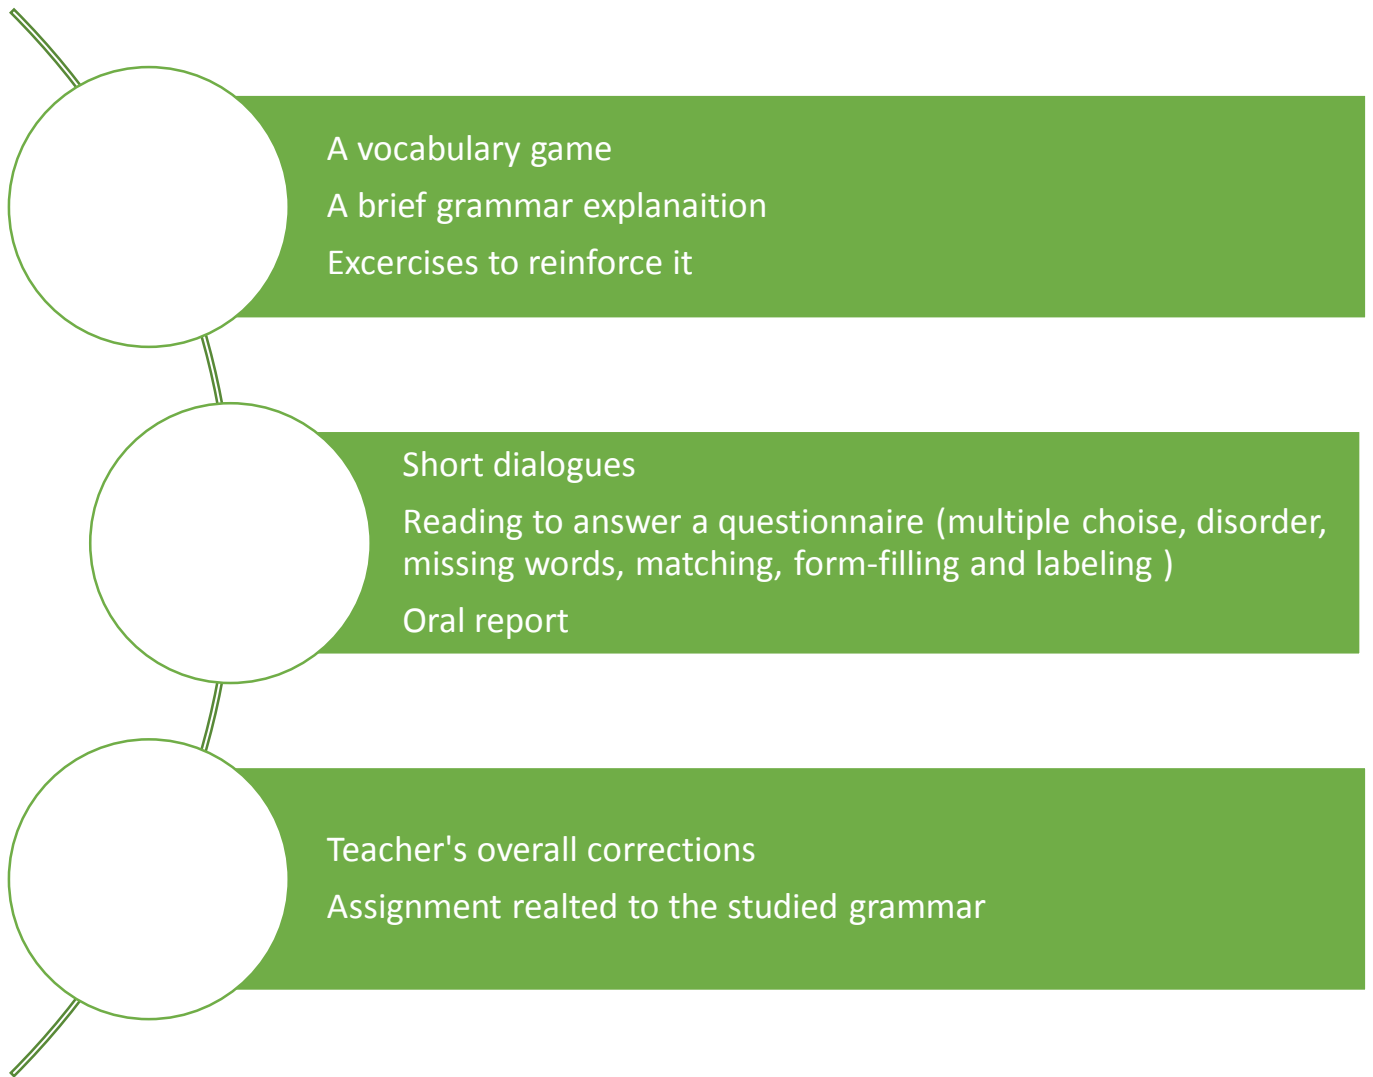 A vocabulary game
A brief grammar explanaition
Excercises to reinforce it
Short dialogues
Reading to answer a questionnaire (multiple choise, disorder,
missing words, matching, form-filling and labeling )
Oral report
Teacher's overall corrections
Assignment realted to the studied grammar